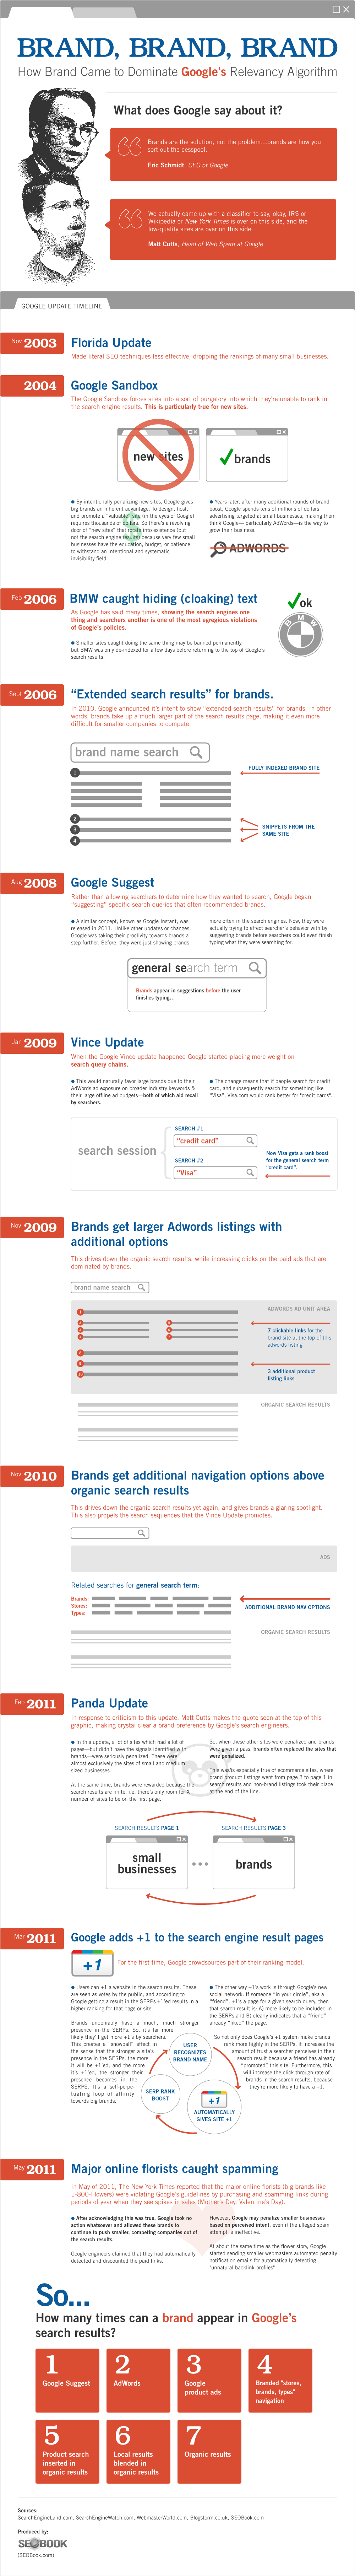 BRAND, BRAND, BRAND
How Brand Came to Dominate Google's Relevancy Algorithm
What does Google say about it?
Brands are the solution, not the problem...brands are how you
sort out the cesspool.
Eric Schmidt, CEO of Google
We actually came up with a classifier to say, okay, IRS or
Wikipedia or New York Times is over on this side, and the
low-quality sites are over on this side.
Matt Cutts, Head of Web Spam at Google
GOOGLE UPDATE TIMELINE
Nov 2003
Florida Update
Made literal SEO techniques less effective, dropping the rankings of many small businesses.
2004
Google Sandbox
The Google Sandbox forces sites into a sort of purgatory into which they're unable to rank in
the search engine results. This is particularly true for new sites.
new sites
brands
By intentionally penalizing new sites, Google gives
big brands an additional advantage. To design, host,
and promote a "new" site (in the eyes of Google)
requires thousands of dollars. So there's a revolving
door of "new sites" that never gain traction (but
not because they lack quality) because very few small
businesses have the money, budget, or patience
to withstand an extended financial and systematic
invisibility field.
Years later, after many additional rounds of brand
boost, Google spends tens of millions of dollars
advertising targeted at small businesses, making them
think Google— particularly AdWords—is the way to
grow their business.
ADWORDS
Feb 2006
BMW caught hiding (cloaking) text
As Google has said many times, showing the search engines one
thing and searchers another is one of the most egregious violations
of Google's policies.
Smaller sites caught doing the same thing may be banned permanently,
but BMW was only de-indexed for a few days before returning to the top of Google's
search results.
ok
BMW
Sept 2006
"Extended search results" for brands.
In 2010, Google announced it's intent to show "extended search results" for brands. In other
words, brands take up a much larger part of the search results page, making it even more
difficult for smaller companies to compete.
brand name search
1
FULLY INDEXED BRAND SITE
2
3
4
SNIPPETS FROM THE
SAME SITE
Aug 2008
Google Suggest
Rather than allowing searchers to determine how they wanted to search, Google began
"suggesting" specific search queries that often recommended brands.
A similar concept, known as Google Instant, was
released in 2011. Unlike other updates or changes,
Google was taking their proclivity towards brands a
step further. Before, they were just showing brands
more often in the search engines. Now, they were
actually trying to effect searcher's behavior with by
suggesting brands before searchers could even finish
typing what they were searching for.
general search term
Brands appear in suggestions before the user
finishes typing...
Jan 2009
Vince Update
When the Google Vince update happened Google started placing more weight on
search query chains.
This would naturally favor large brands due to their
AdWords ad exposure on broader industry keywords &
their large offline ad budgets—both of which aid recall
by searchers.
The change means that if people search for credit
card, and subsequently search for something like
"Visa", Visa.com would rank better for "credit cards".
search session
SEARCH #1
"credit card"
SEARCH #2
"Visa"
Now Visa gets a rank boost
for the general search term
"credit card".
Nov 2009
Brands get larger Adwords listings with
additional options
This drives down the organic search results, while increasing clicks on the paid ads that are
dominated by brands.
brand name search
ADWORDS AD UNIT AREA
7 clickable links for the
brand site at the top of this
adwords listing
3 additional product
listing links
ORGANIC SEARCH RESULTS
Nov 2010
Brands get additional navigation options above
organic search results
This drives down the organic search results yet again, and gives brands a glaring spotlight.
This also propels the search sequences that the Vince Update promotes.
ADS
Related searches for general search term:
Brands:
Stores:
Types:
ADDITIONAL BRAND NAV OPTIONS
ORGANIC SEARCH RESULTS
Feb 2011
Panda Update
In response to criticism to this update, Matt Cutts makes the quote seen at the top of this
graphic, making crystal clear a brand preference by Google's search engineers.
In this update, a lot of sites which had a lot of
pages—but didn't have the signals identified with
brands—were seriously penalized. These were
almost exclusively the sites of small and medium
sized businesses.
At the same time, brands were rewarded because the
search results are finite, i.e. there's only room for a
number of sites to be on the first page.
So, when these other sites were penalized and brands
were given a pass, brands often replaced the sites that
were penalized.
This was especially true of ecommerce sites, where
brand product listings went from page 3 to page 1 in
search results and non-brand listings took their place
at the end of the line.
SEARCH RESULTS PAGE 1
SEARCH RESULTS PAGE 3
small
businesses
brands
Mar 2011
Google adds +1 to the search engine result pages
+1
For the first time, Google crowdsources part of their ranking model.
Users can +1 a website in the search results. These
are seen as votes by the public, and according to
Google getting a result in the SERPs +1'ed results in a
higher ranking for that page or site.
Brands undeniably have a much, much stronger
presence in the SERPs. So, it's far more
likely they'll get more +1's by searchers.
This creates a "snowball" effect in
the sense that the stronger a site's
presence in the SERPs, the more
it will be +1'ed, and the more
it's +1'ed, the stronger their
presence becomes in the
SERPS. It's a self-perpe-
tuating loop of affinity
towards big brands.
The other way +1's work is through Google's new
social network. If someone "in your circle", aka a
"friend", +1's a page for a given search query, then
that search result is: A) more likely to be included in
the SERPs and B) clearly indicates that a "friend"
already "liked" the site.
So not only does Google's +1 system make brands
rank more highly in the SERPs, it increases the
amount of trust a searcher perceives in their
search result because a friend has already
"promoted" this site. Furthermore, this
will increase the click through rate of
brands in the search results, because
they're more likely to have a +1.
USER
RECOGNIZES
BRAND NAME
SERP RANK
BOOST
+1
AUTOMATICALLY
GIVES SITE +1
May 2011
Major online florists caught spamming
In May of 2011, The New York Times reported that the major online florists (big brands like
1-800-Flowers) were violating Google's guidelines by purchasing and spamming links during
periods of year when they see spikes in sales (Mother's Day, Valentine's Day).
After acknowledging this was true, Google took no
action whatsoever and allowed these brands to
continue to push smaller, competing companies out of
the search results.
Google engineers claimed that they had automatically
detected and discounted the paid links.
However, Google may penalize smaller businesses
based on perceived intent, even if the alleged spam
attempt is ineffective.
At about the same time as the flower story, Google
started sending smaller webmasters automated penalty
notification emails for automatically detecting
"unnatural backlink profiles"
So...
How many times can a brand appear in Google's
search results?
1
Google Suggest
2
AdWords
3
Google
product ads
4
Branded "stores,
brands, types"
navigation
5
Product search
inserted in
organic results
6
Local results
blended in
organic results
7
Organic results
Sources:
SearchEngineLand.com, SearchEngineWatch.com, WebmasterWorld.com, Blogstorm.co.uk, SEOBook.com
Produced by:
SEOBOOK
(SEOBook.com)